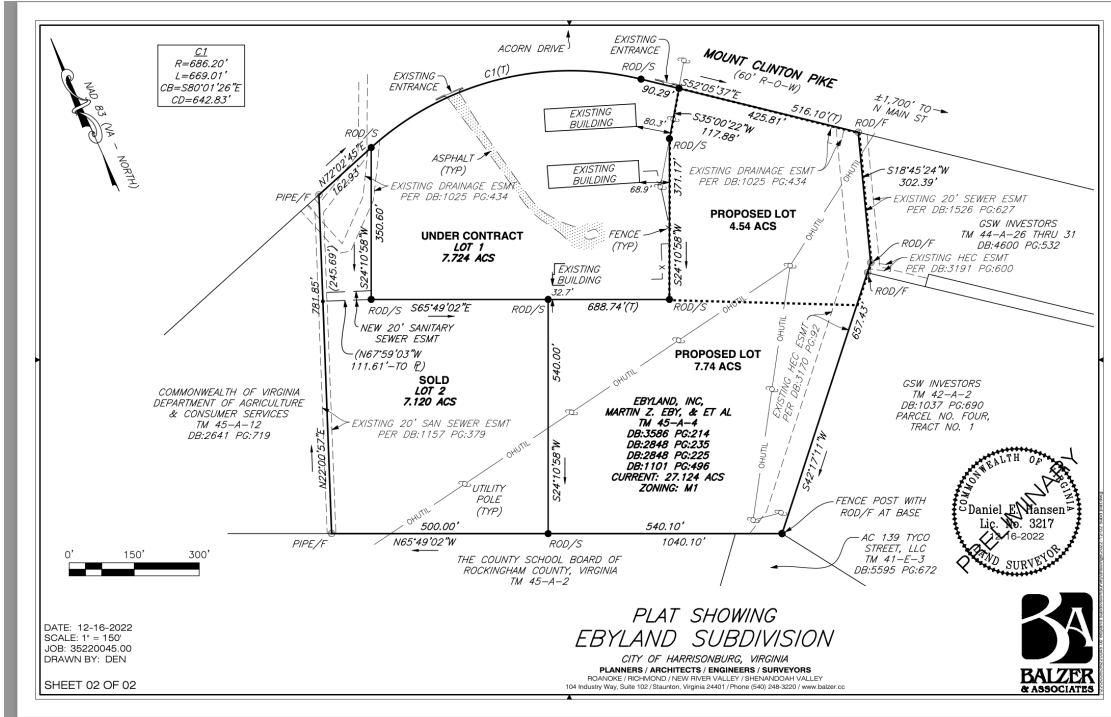 C1
R=686.20'
L=669.01'
CB=S80°01'26"E
CD=642.83'
NAD 83 (VA - NORTH)
ACORN DRIVE
EXISTING
ENTRANCE
C1(T)
EXISTING
ENTRANCE
ROD/S
90.29'
S52°05'37"E
MOUNT CLINTON PIKE
(60' R-O-W)
425.81'
516.10'(T)
±1,700' TO
N MAIN ST
ROD/F
EXISTING
BUILDING
80.3'
S35°00'22"W
117.88'
ROD/S
EXISTING
BUILDING
68.9'
371.17'
S24°10'58"W
ROD/S
N72°02'45"E
162.93'
PIPE/F
ASPHALT
(TYP)
EXISTING DRAINAGE ESMT
PER DB:1025 PG:434
EXISTING DRAINAGE ESMT
PER DB:1025 PG:434
OHUTIL
S18°45'24"W
302.39'
EXISTING 20' SEWER ESMT
PER DB:1526 PG:627
GSW INVESTORS
TM 44-A-26 THRU 31
DB:4600 PG:532
ROD/F
EXISTING HEC ESMT
PER DB:3191 PG:600
ROD/F
PROPOSED LOT
4.54 ACS
OHUTIL
FENCE
(TYP)
X
UNDER CONTRACT
LOT 1
7.724 ACS
350.60'
S24°10'58"W
(245.69')
781.85'
EXISTING
BUILDING
32.7'
ROD/S
S65°49'02"E
ROD/S
688.74'(T)
ROD/S
NEW 20' SANITARY
SEWER ESMT
(N67°59'03"W
111.61'-TO PL)
SOLD
LOT 2
7.120 ACS
540.00'
S24°10'58"W
OHUTIL
OHUTIL
PROPOSED LOT
7.74 ACS
EXISTING HEC ESMT
PER DB:3170 PG:92
657.43'
S42°17'11"W
COMMONWEALTH OF VIRGINIA
DEPARTMENT OF AGRICULTURE
& CONSUMER SERVICES
TM 45-A-12
DB:2641 PG:719
EXISTING 20' SAN SEWER ESMT
PER DB:1157 PG:379
N22°00'57"E
EBYLAND, INC,
MARTIN Z. EBY, & ET AL
TM 45-A-4
DB:3586 PG:214
DB:2848 PG:235
DB:2848 PG:225
DB:1101 PG:496
CURRENT: 27.124 ACS
ZONING: M1
GSW INVESTORS
TM 42-A-2
DB:1037 PG:690
PARCEL NO. FOUR,
TRACT NO. 1
OHUTIL
OHUTIL
OHUTIL
UTILITY
POLE
(TYP)
FENCE POST WITH
ROD/F AT BASE
COMMONWEALTH OF VIRGINIA
Daniel E. Hansen
Lic. No. 3217
12-16-2022
LAND SURVEYOR
PRELIMINARY
PIPE/F
500.00'
N65°49'02"W
ROD/S
540.10'
1040.10'
THE COUNTY SCHOOL BOARD OF
ROCKINGHAM COUNTY, VIRGINIA
TM 45-A-2
AC 139 TYCO
STREET, LLC
TM 41-E-3
DB:5595 PG:672
0' 150' 300'
DATE: 12-16-2022
SCALE: 1" = 150'
JOB: 35220045.00
DRAWN BY: DEN
SHEET 02 OF 02
PLAT SHOWING
EBYLAND SUBDIVISION
CITY OF HARRISONBURG, VIRGINIA
PLANNERS / ARCHITECTS / ENGINEERS / SURVEYORS
ROANOKE / RICHMOND / NEW RIVER VALLEY / SHENANDOAH VALLEY
104 Industry Way, Suite 102 / Staunton, Virginia 24401 / Phone (540) 248-3220 / www.balzer.cc
BA
BALZER
& ASSOCIATES